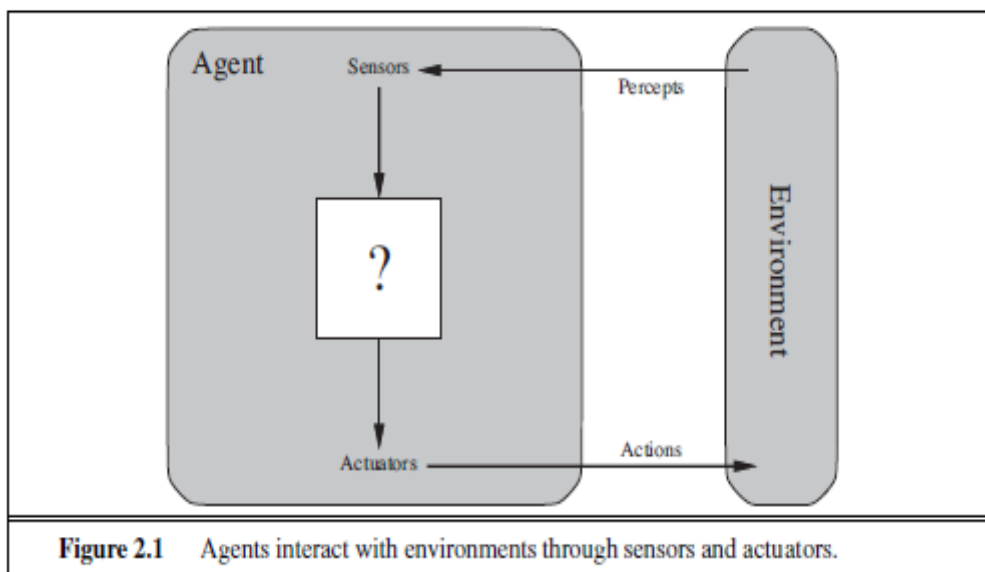 Agent
Sensors
Percepts
?
Environment
Actuators
Actions
Figure 2.1 Agents interact with environments through sensors and actuators.